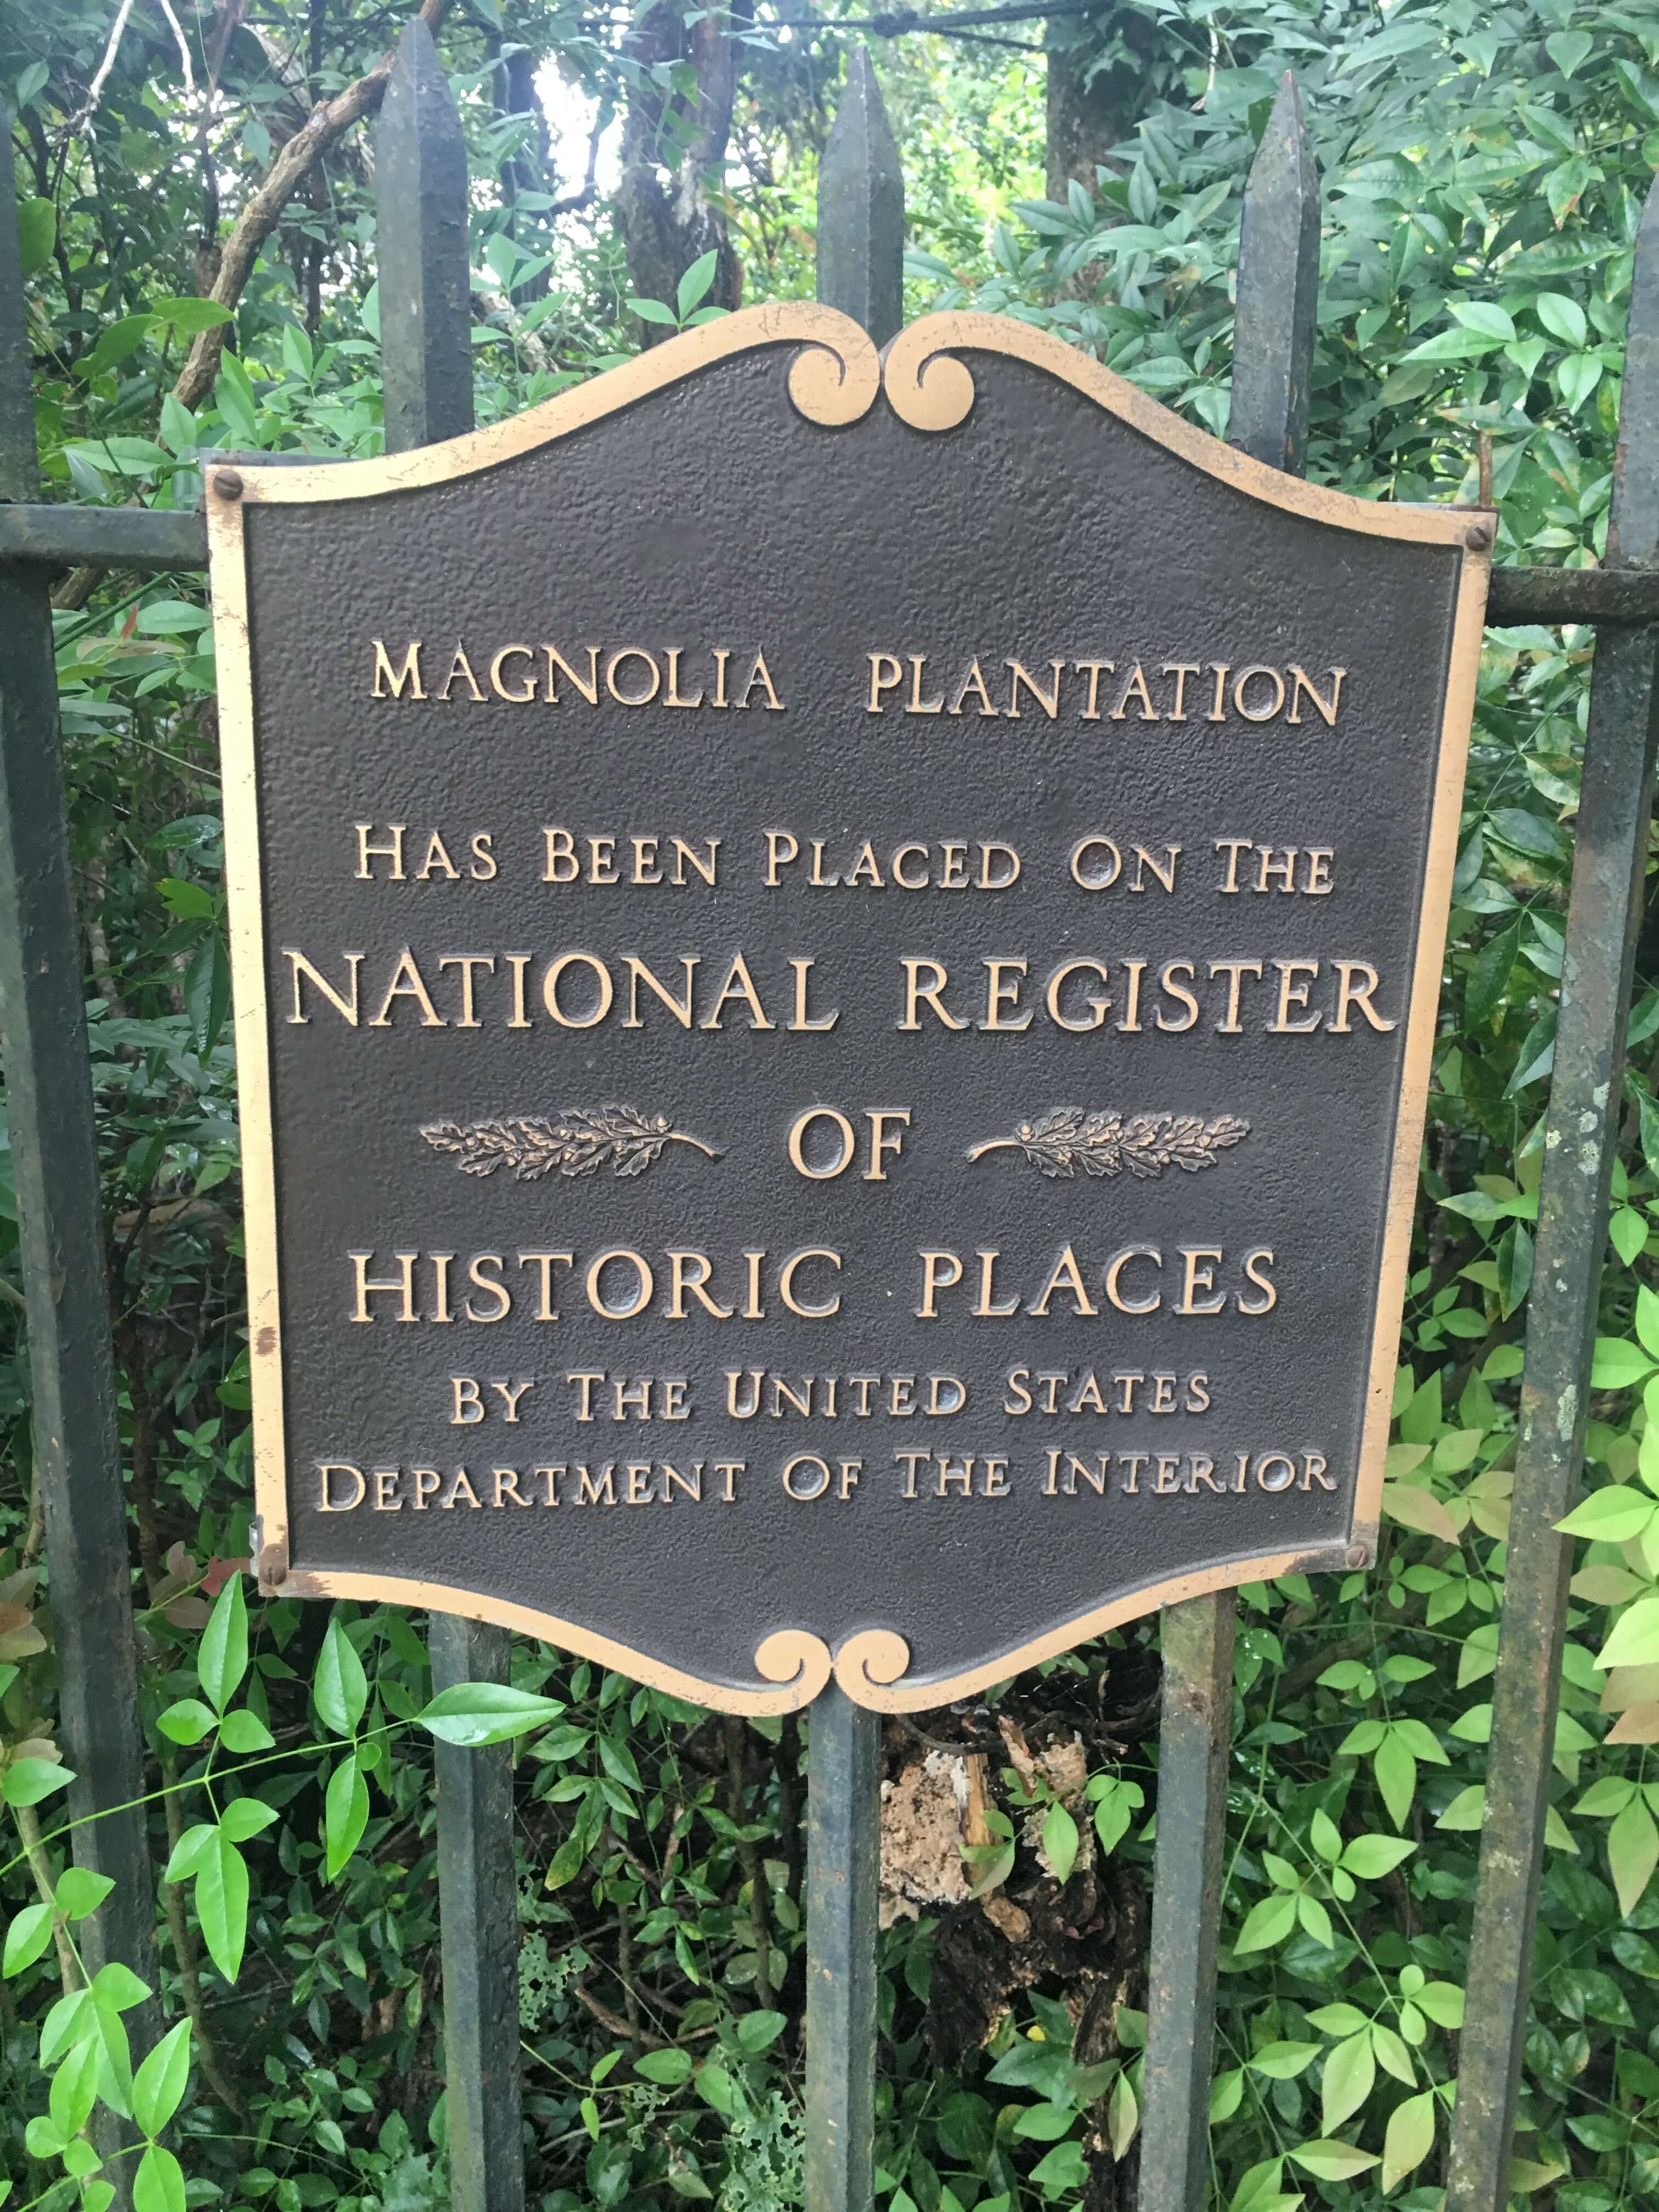 MAGNOLIA PLANTATION
HAS BEEN PLACED ON THE
NATIONAL REGISTER
OF
HISTORIC PLACES
BY THE UNITED STATES
DEPARTMENT OF THE INTERIOR